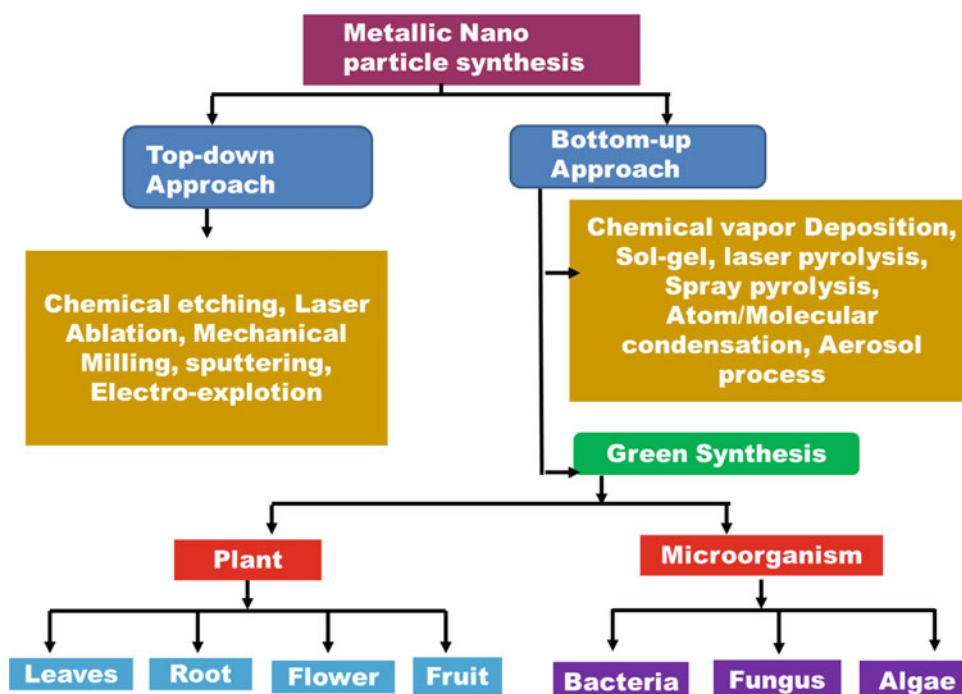 Metallic Nano
particle synthesis
Top-down
Approach
Bottom-up
Approach
Chemical etching, Laser
Ablation, Mechanical
Milling, sputtering,
Electro-explotion
Chemical vapor Deposition,
Sol-gel, laser pyrolysis,
Spray pyrolysis,
Atom/Molecular
condensation, Aerosol
process
Green Synthesis
Plant
Microorganism
Leaves
Root
Flower
Fruit
Bacteria
Fungus
Algae